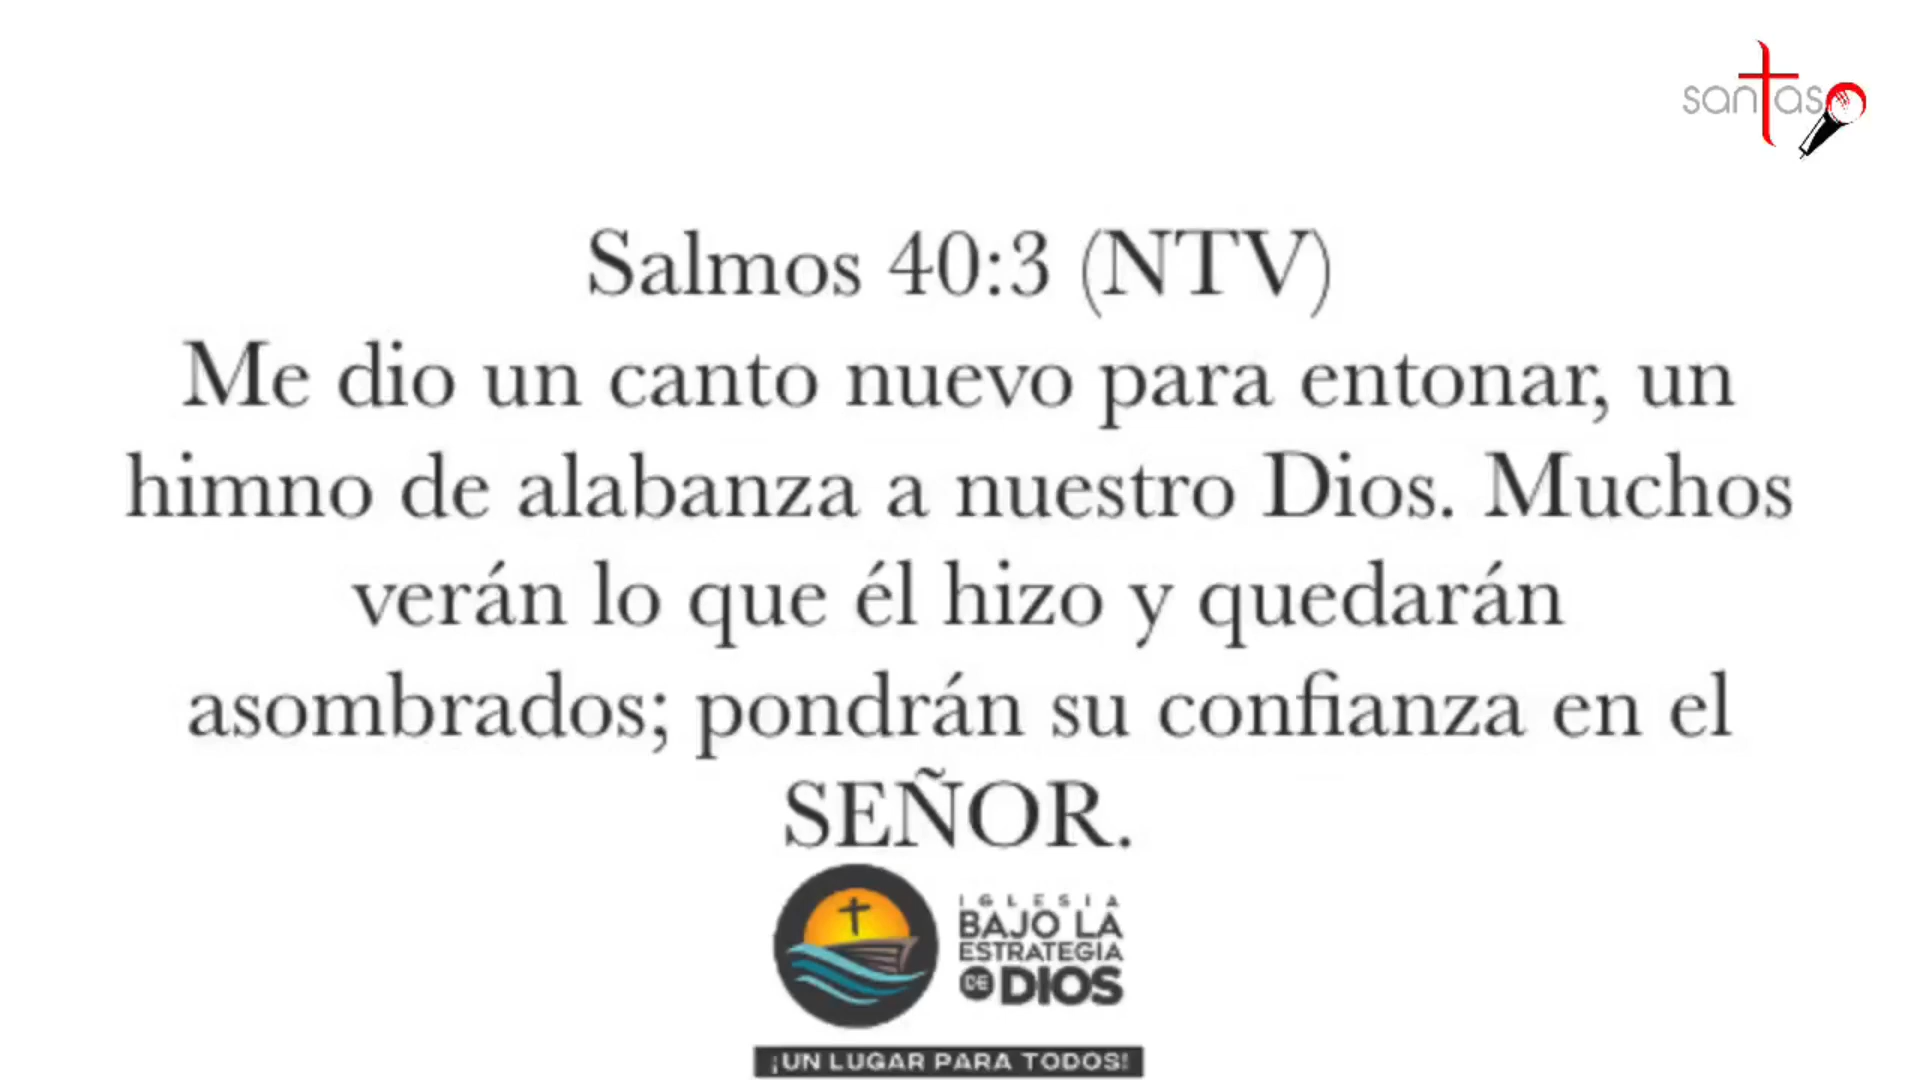 santas
Salmos 40:3 (NTV)
Me dio un canto nuevo para entonar, un
himno de alabanza a nuestro Dios. Muchos
verán lo que él hizo y quedarán
asombrados; pondrán su confianza en el
SEÑOR.
IGLESIA
BAJO LA
ESTRATEGIA
DE DIOS
¡UN LUGAR PARA TODOS!